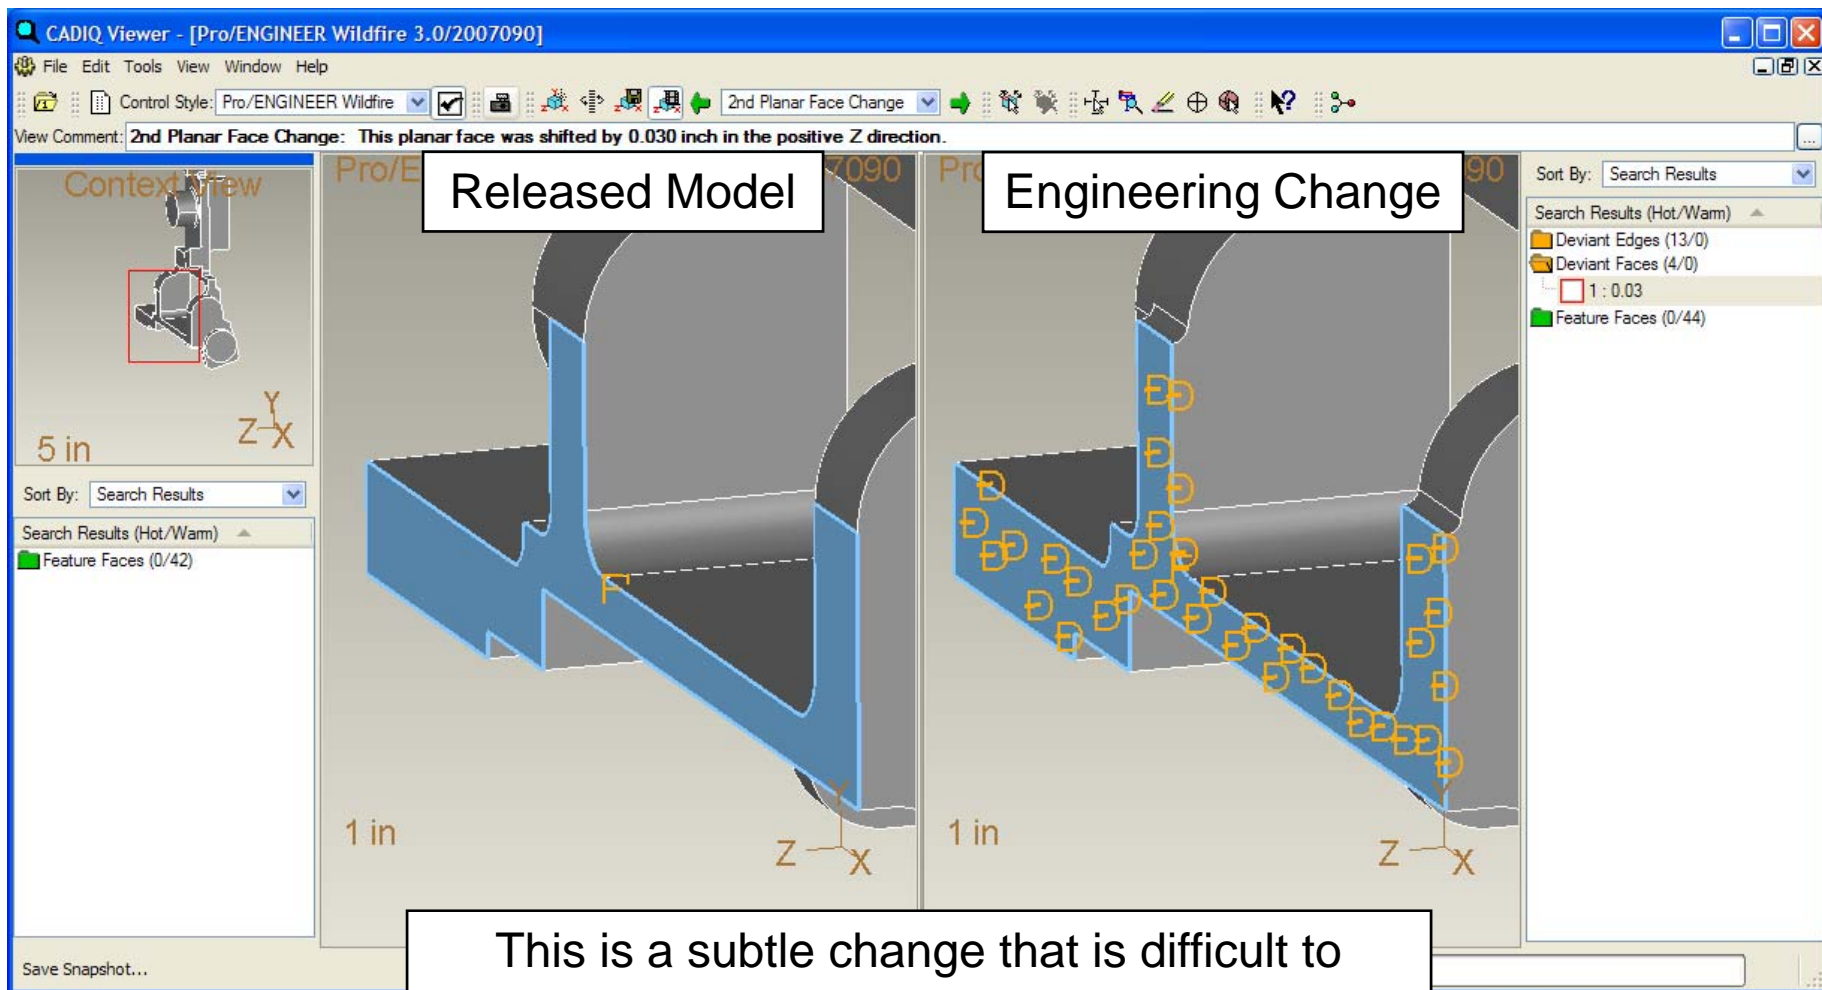 CADIQ Viewer - [Pro/ENGINEER Wildfire 3.0/2007090]
File Edit Tools View Window Help
Control Style: Pro/ENGINEER Wildfire 2nd Planar Face Change
View Comment: 2nd Planar Face Change: This planar face was shifted by 0.030 inch in the positive Z direction.
Context View
Y
Z X
5 in
Sort By: Search Results
Search Results (Hot/Warm)
Feature Faces (0/42)
Save Snapshot...
Pro/E 7090
Released Model
F
1 in
Y
Z X
Pro 90
Engineering Change
Đ Đ Đ Đ Đ Đ Đ Đ Đ Đ Đ Đ Đ Đ Đ Đ Đ Đ Đ Đ Đ Đ Đ Đ Đ Đ Đ Đ Đ Đ Đ Đ Đ Đ Đ Đ Đ Đ
F
1 in
Y
Z X
Sort By: Search Results
Search Results (Hot/Warm)
Deviant Edges (13/0)
Deviant Faces (4/0)
1 : 0.03
Feature Faces (0/44)
This is a subtle change that is difficult to